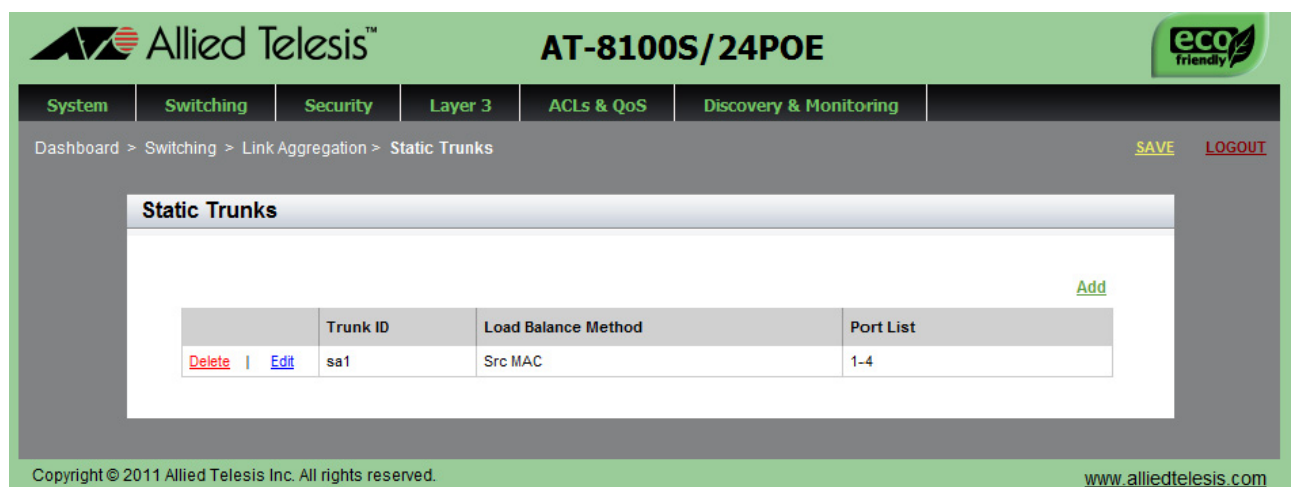 Allied Telesis™ AT-8100S/24POE eco friendly
System Switching Security Layer 3 ACLs & QoS Discovery & Monitoring
Dashboard > Switching > Link Aggregation > Static Trunks SAVE LOGOUT
Static Trunks
Add
Trunk ID Load Balance Method Port List
Delete | Edit sa1 Src MAC 1-4
Copyright © 2011 Allied Telesis Inc. All rights reserved. www.alliedtelesis.com